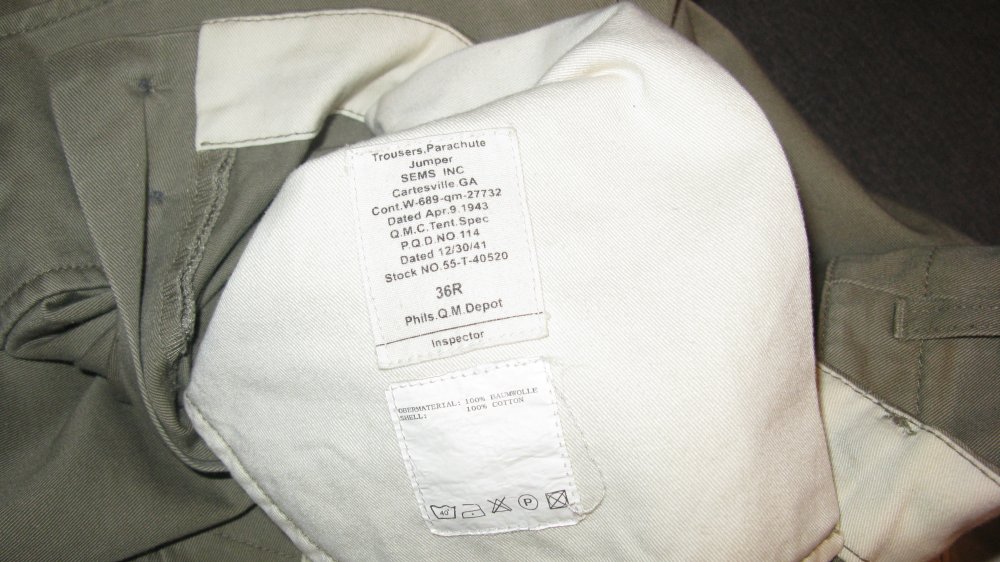 Trousers.Parachute
Jumper
SEMS INC
Cartesville.GA
Cont.W-689-qm-27732
Dated Apr.9.1943
Q.M.C.Tent.Spec
P.Q.D.NO.114
Dated 12/30/41
Stock NO.55-T-40520
36R
Phils.Q.M.Depot
Inspector
OBERMATERIAL: 100% BAUMWOLLE
SHELL: 100% COTTON
40 P